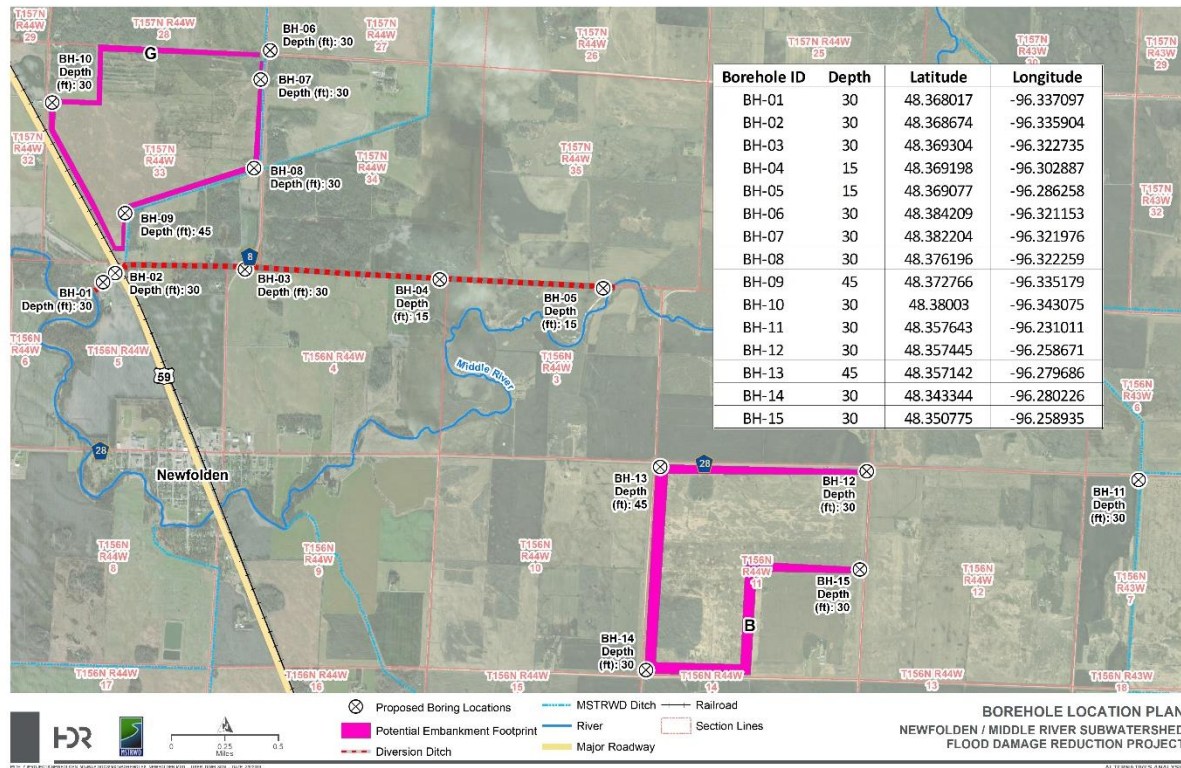 T157N
R44W
29
T157N R44W
28
T157N
R44W
27
T157N
R44W
26
T157N R44W
25
T157N
R43W
30
T157N
R43W
29
BH-06
Depth (ft): 30
BH-10
Depth
(ft): 30
G
BH-07
Depth (ft): 30
T157N
R44W
32
T157N
R44W
33
T157N
R44W
34
T157N
R44W
35
T157N
R43W
32
BH-08
Depth (ft): 30
BH-09
Depth (ft): 45
8
BH-02
Depth (ft): 30
BH-03
Depth (ft): 30
BH-01
Depth (ft): 30
BH-04
Depth
(ft): 15
BH-05
Depth
(ft): 15
Borehole ID Depth Latitude Longitude
BH-01 30 48.368017 -96.337097
BH-02 30 48.368674 -96.335904
BH-03 30 48.369304 -96.322735
BH-04 15 48.369198 -96.302887
BH-05 15 48.369077 -96.286258
BH-06 30 48.384209 -96.321153
BH-07 30 48.382204 -96.321976
BH-08 30 48.376196 -96.322259
BH-09 45 48.372766 -96.335179
BH-10 30 48.38003 -96.343075
BH-11 30 48.357643 -96.231011
BH-12 30 48.357445 -96.258671
BH-13 45 48.357142 -96.279686
BH-14 30 48.343344 -96.280226
BH-15 30 48.350775 -96.258935
T156N
R44W
6
T156N R44W
5
T156N R44W
4
T156N
R44W
3
T156N
R43W
6
59
Middle River
28
Newfolden
BH-13
Depth
(ft): 45
28
BH-12
Depth
(ft): 30
BH-11
Depth
(ft): 30
T156N
R44W
8
T156N
R44W
9
T156N
R44W
10
T156N
R44W
11
T156N
R44W
12
T156N
R43W
7
BH-15
Depth
(ft): 30
B
BH-14
Depth
(ft): 30
T156N R44W
17
T156N R44W
16
T156N R44W
15
T156N R44W
14
T156N R44W
13
T156N R43W
18
HDR
MSTRWD
0 0.25 0.5
Miles
Proposed Boring Locations
Potential Embankment Footprint
Diversion Ditch
MSTRWD Ditch
River
Major Roadway
Railroad
Section Lines
BOREHOLE LOCATION PLAN
NEWFOLDEN / MIDDLE RIVER SUBWATERSHED
FLOOD DAMAGE REDUCTION PROJECT